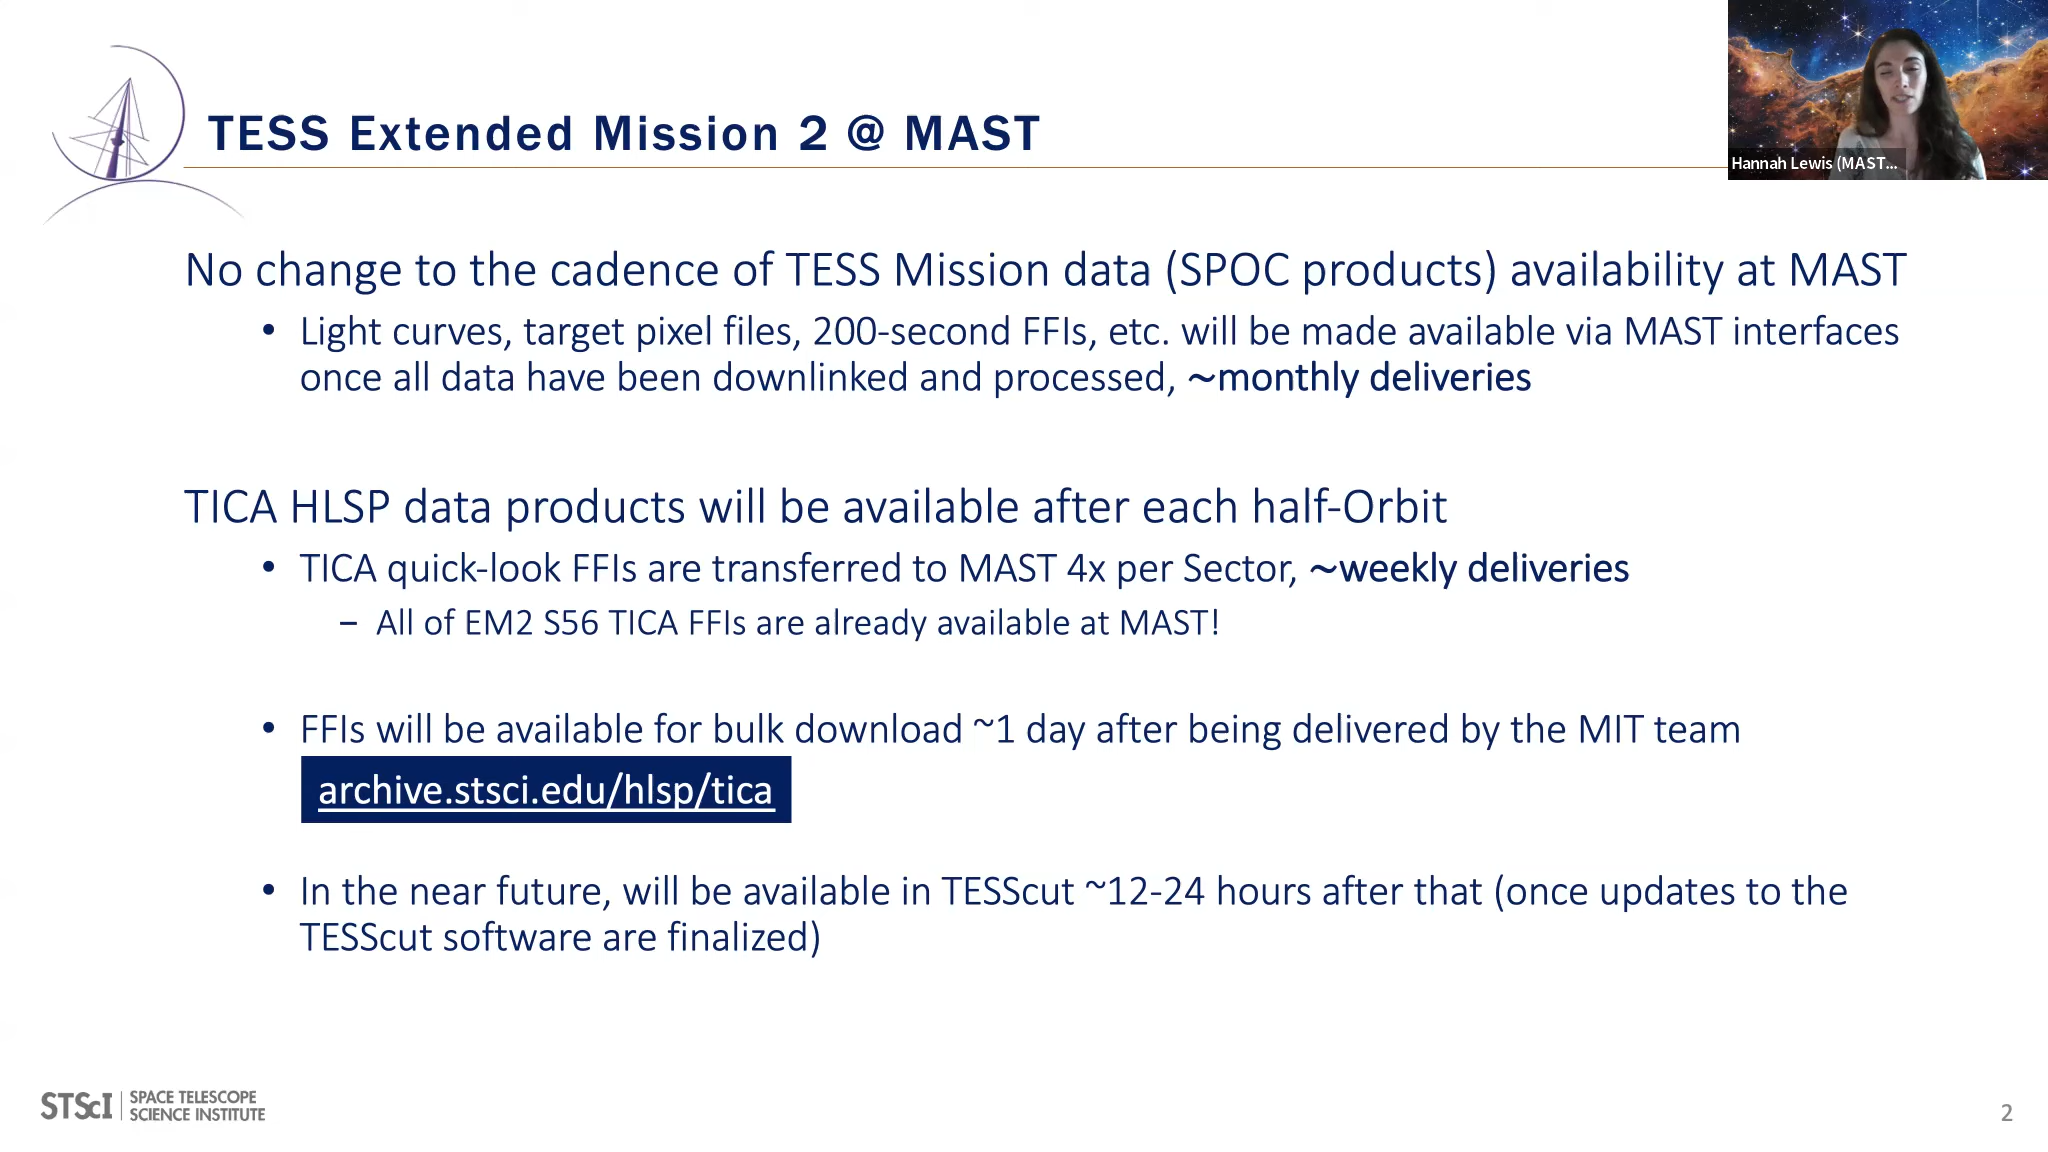 TESS Extended Mission 2 @ MAST
Hannah Lewis (MAST...
No change to the cadence of TESS Mission data (SPOC products) availability at MAST
• Light curves, target pixel files, 200-second FFIs, etc. will be made available via MAST interfaces
once all data have been downlinked and processed, ~monthly deliveries
TICA HLSP data products will be available after each half-Orbit
• TICA quick-look FFIs are transferred to MAST 4x per Sector, ~weekly deliveries
– All of EM2 S56 TICA FFIs are already available at MAST!
• FFIs will be available for bulk download ~1 day after being delivered by the MIT team
archive.stsci.edu/hlsp/tica
• In the near future, will be available in TESScut ~12-24 hours after that (once updates to the
TESScut software are finalized)
STScI
SPACE TELESCOPE
SCIENCE INSTITUTE
2